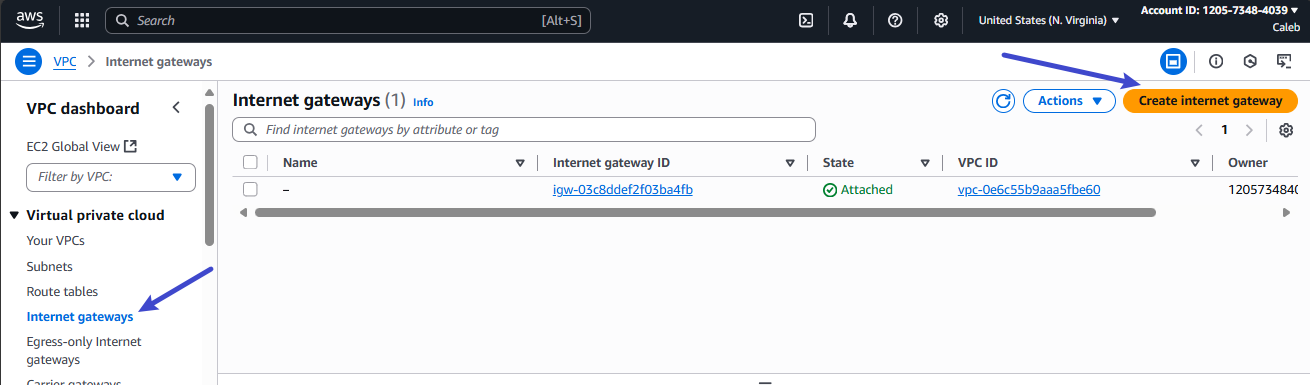 aws
Search [Alt+S]
United States (N. Virginia)
Account ID: 1205-7348-4039
Caleb
VPC
Internet gateways
VPC dashboard
EC2 Global View
Filter by VPC:
Virtual private cloud
Your VPCs
Subnets
Route tables
Internet gateways
Egress-only Internet
gateways
Carrier gateways
Internet gateways (1) Info
Actions
Create internet gateway
Find internet gateways by attribute or tag
1
Name Internet gateway ID State VPC ID Owner
– igw-03c8ddef2f03ba4fb Attached vpc-0e6c55b9aaa5fbe60 1205734840